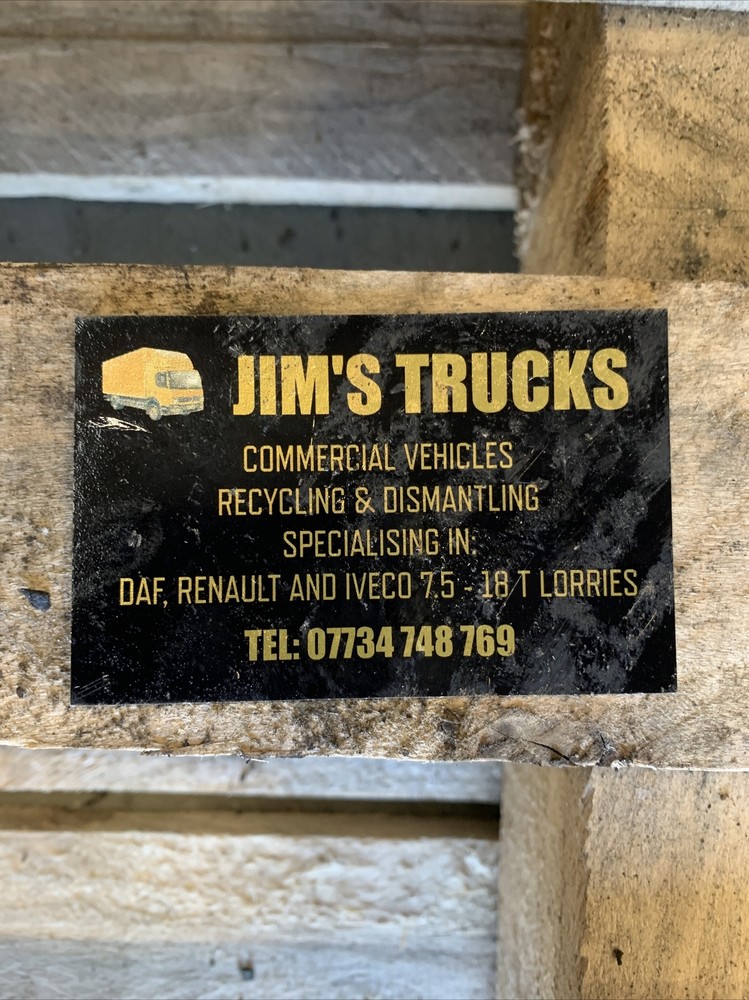 JIM'S TRUCKS
COMMERCIAL VEHICLES
RECYCLING & DISMANTLING
SPECIALISING IN:
DAF, RENAULT AND IVECO 7.5 - 18 T LORRIES
TEL: 07734 748 769